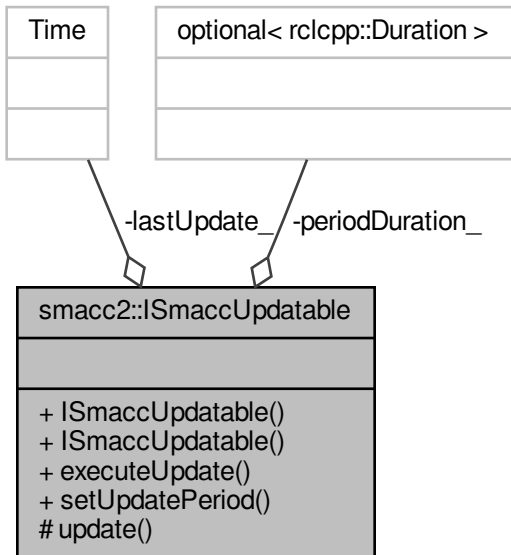 Time
optional< rclcpp::Duration >
-lastUpdate_
-periodDuration_
smacc2::ISmaccUpdatable
+ ISmaccUpdatable()
+ ISmaccUpdatable()
+ executeUpdate()
+ setUpdatePeriod()
# update()